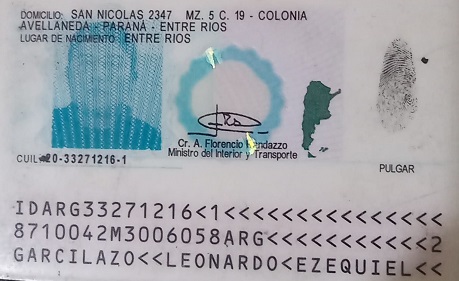 DOMICILIO: SAN NICOLAS 2347 MZ. 5 C. 19 - COLONIA
AVELLANEDA - PARANÁ - ENTRE RIOS
LUGAR DE NACIMIENTO: ENTRE RIOS
Cr. A. Florencio Randazzo
Ministro del Interior y Transporte
CUIL: 20-33271216-1
PULGAR
IDARG33271216<1<<<<<<<<<<<<<<<
8710042M3006058ARG<<<<<<<<<<<2
GARCILAZO<<LEONARDO<EZEQUIEL<<